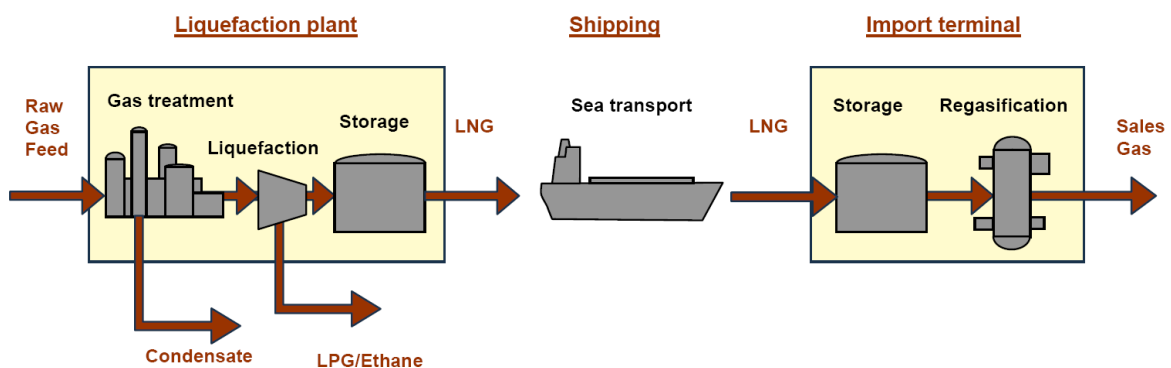 Liquefaction plant
Shipping
Import terminal
Raw
Gas
Feed
Gas treatment
Liquefaction
Storage
LNG
Sea transport
LNG
Storage
Regasification
Sales
Gas
Condensate
LPG/Ethane